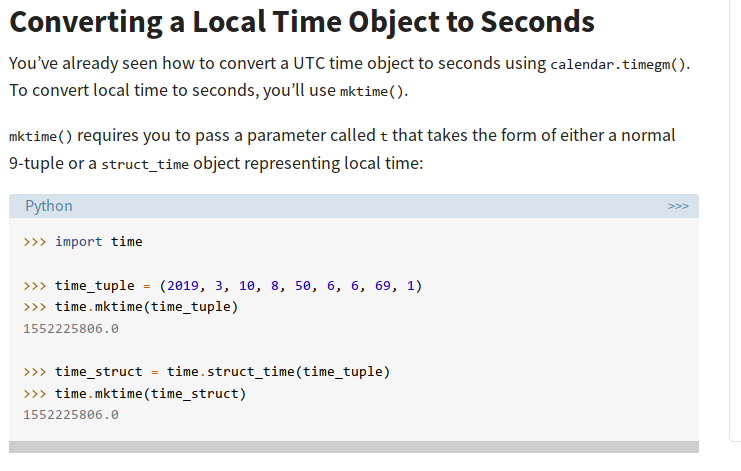 Converting a Local Time Object to Seconds
You’ve already seen how to convert a UTC time object to seconds using calendar.timegm().
To convert local time to seconds, you’ll use mktime().
mktime() requires you to pass a parameter called t that takes the form of either a normal
9-tuple or a struct_time object representing local time:
Python >>>
>>> import time
>>> time_tuple = (2019, 3, 10, 8, 50, 6, 6, 69, 1)
>>> time.mktime(time_tuple)
1552225806.0
>>> time_struct = time.struct_time(time_tuple)
>>> time.mktime(time_struct)
1552225806.0